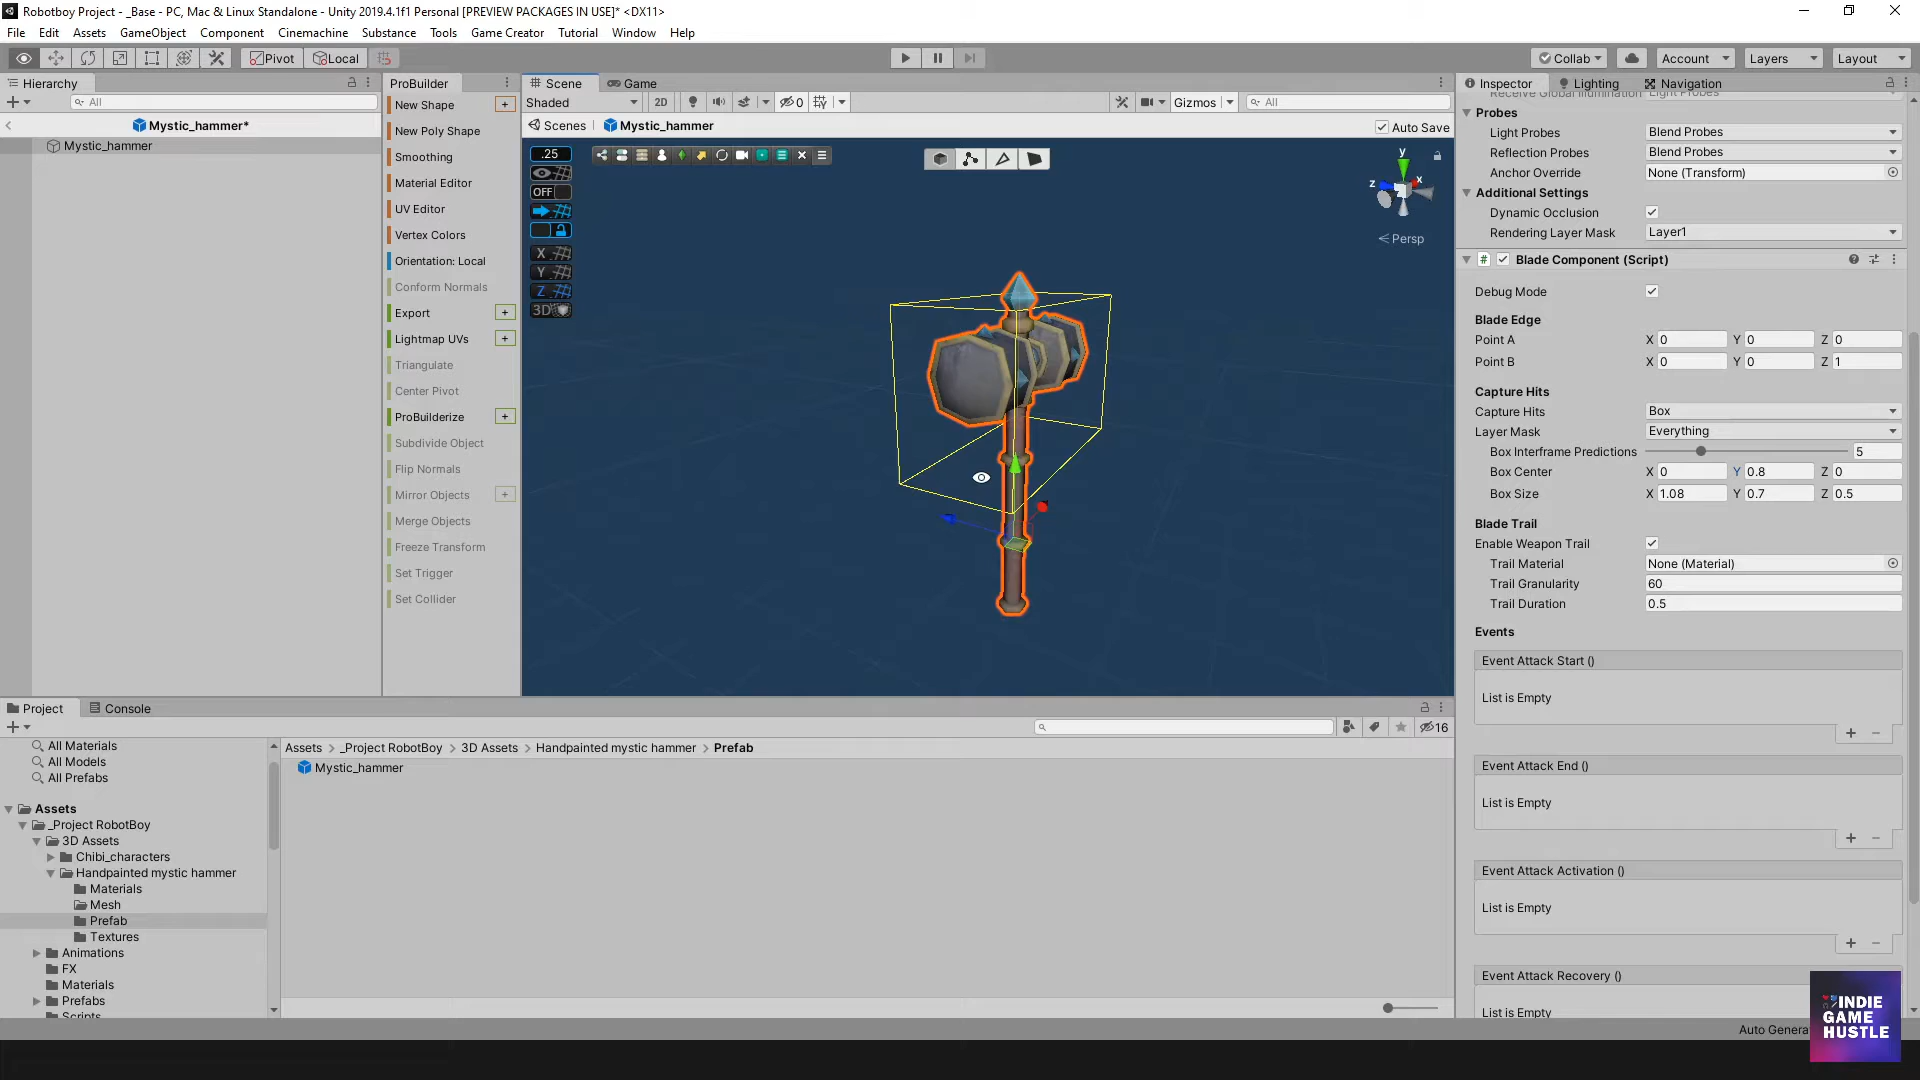 Robotboy Project - _Base - PC, Mac & Linux Standalone - Unity 2019.4.1f1 Personal [PREVIEW PACKAGES IN USE]* <DX11>
File Edit Assets GameObject Component Cinemachine Substance Tools Game Creator Tutorial Window Help
Pivot Local Collab Account Layers Layout
Hierarchy
All
Mystic_hammer*
Mystic_hammer
ProBuilder
New Shape +
New Poly Shape
Smoothing
Material Editor
UV Editor
Vertex Colors
Orientation: Local
Conform Normals
Export +
Lightmap UVs +
Triangulate
Center Pivot
ProBuilderize +
Subdivide Object
Flip Normals
Mirror Objects +
Merge Objects
Freeze Transform
Set Trigger
Set Collider
Scene Game
Shaded 2D 0 Gizmos All
Scenes Mystic_hammer Auto Save
.25
OFF
X
Y
Z
3D
y
z x
Persp
Inspector Lighting Navigation
Receive Global Illumination Light Probes
Probes
Light Probes Blend Probes
Reflection Probes Blend Probes
Anchor Override None (Transform)
Additional Settings
Dynamic Occlusion
Rendering Layer Mask Layer1
# Blade Component (Script)
Debug Mode
Blade Edge
Point A X 0 Y 0 Z 0
Point B X 0 Y 0 Z 1
Capture Hits
Capture Hits Box
Layer Mask Everything
Box Interframe Predictions 5
Box Center X 0 Y 0.8 Z 0
Box Size X 1.08 Y 0.7 Z 0.5
Blade Trail
Enable Weapon Trail
Trail Material None (Material)
Trail Granularity 60
Trail Duration 0.5
Events
Event Attack Start ()
List is Empty
+ −
Event Attack End ()
List is Empty
+ −
Event Attack Activation ()
List is Empty
+ −
Event Attack Recovery ()
List is Empty
Project Console
16
All Materials
All Models
All Prefabs
Assets
_Project RobotBoy
3D Assets
Chibi_characters
Handpainted mystic hammer
Materials
Mesh
Prefab
Textures
Animations
FX
Materials
Prefabs
Scripts
Assets > _Project RobotBoy > 3D Assets > Handpainted mystic hammer > Prefab
Mystic_hammer
Auto Genera
INDIE
GAME
HUSTLE